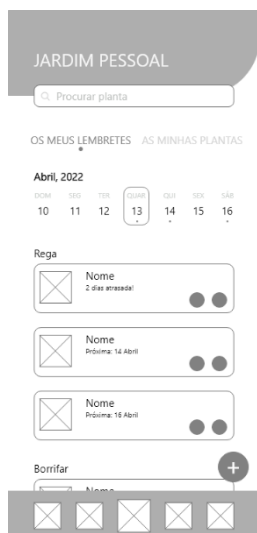 JARDIM PESSOAL
Procurar planta
OS MEUS LEMBRETES AS MINHAS PLANTAS
Abril, 2022
DOM SEG TER QUAR QUI SEX SÁB
10 11 12 13 14 15 16
Rega
Nome
2 dias atrasada!
Nome
Próxima: 14 Abril
Nome
Próxima: 16 Abril
Borrifar
+
Nome